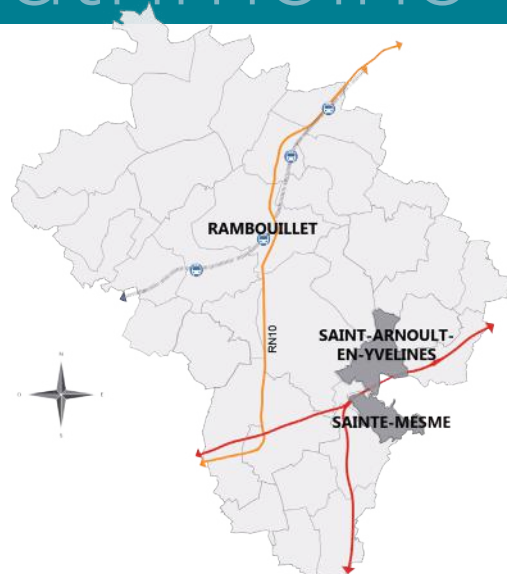 RAMBOUILLET
RN10
SAINT-ARNOULT-
EN-YVELINES
SAINTE-MESME
N
O
E
S